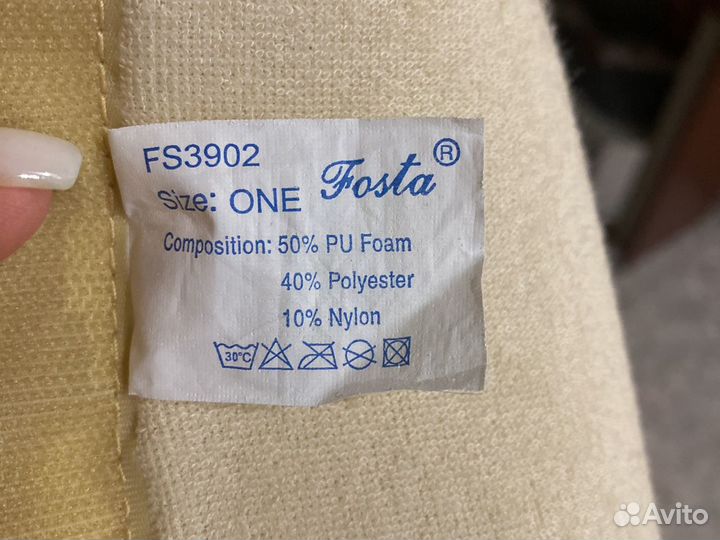 FS3902
Size: ONE Fosta ®
Composition: 50% PU Foam
40% Polyester
10% Nylon
30°C
Avito